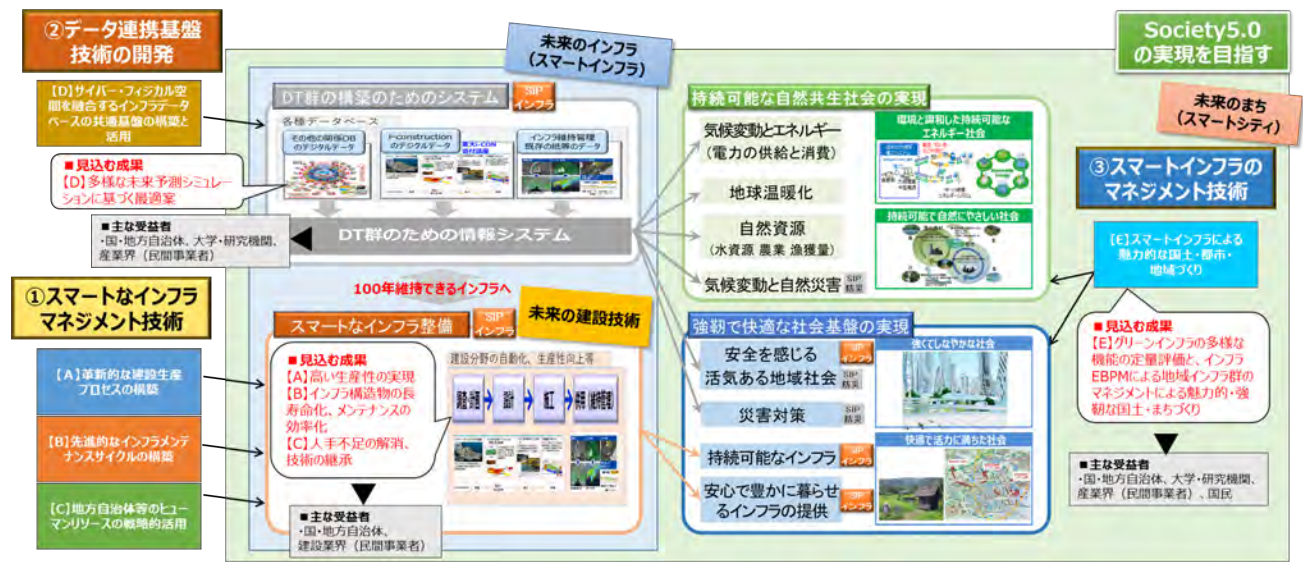 ②データ連携基盤
技術の開発
【D】サイバー・フィジカル空
間を融合するインフラデータ
ベースの共通基盤の構築と
活用
■見込む成果
【D】多様な未来予測シミュレー
ションに基づく最適案
■主な受益者
・国・地方自治体、大学・研究機関、
産業界（民間事業者）
①スマートなインフラ
マネジメント技術
【A】革新的な建設生産
プロセスの構築
【B】先進的なインフラメンテ
ナンスサイクルの構築
【C】地方自治体等のヒュー
マンリソースの戦略的活用
未来のインフラ
（スマートインフラ）
DT群の構築のためのシステム
SIP
インフラ
各種データベース
その他の関係DB
のデジタルデータ
i-construction
のデジタルデータ
インフラ維持管理
既存の紙等のデータ
DT群のための情報システム
100年維持できるインフラへ
スマートなインフラ整備
SIP
インフラ
未来の建設技術
■見込む成果
【A】高い生産性の実現
【B】インフラ構造物の長
寿命化、メンテナンスの
効率化
【C】人手不足の解消、
技術の継承
建設分野の自動化、生産性向上等
調査・計画
設計
施工
供用（維持管理）
■主な受益者
・国・地方自治体、
建設業界（民間事業者）
Society5.0
の実現を目指す
未来のまち
（スマートシティ）
持続可能な自然共生社会の実現
気候変動とエネルギー
（電力の供給と消費）
地球温暖化
自然資源
（水資源 農業 漁獲量）
気候変動と自然災害
SIP
防災
環境と調和した持続可能な
エネルギー社会
持続可能で自然にやさしい社会
強靭で快適な社会基盤の実現
安全を感じる
活気ある地域社会
SIP
インフラ
SIP
防災
災害対策
SIP
防災
持続可能なインフラ
SIP
インフラ
安心で豊かに暮らせ
るインフラの提供
SIP
インフラ
強くてしなやかな社会
快適で活力に満ちた社会
③スマートインフラの
マネジメント技術
【E】スマートインフラによる
魅力的な国土・都市・
地域づくり
■見込む成果
【E】グリーンインフラの多様な
機能の定量評価と、インフラ
EBPMによる地域インフラ群の
マネジメントによる魅力的・強
靭な国土・まちづくり
■主な受益者
・国・地方自治体、大学・研究機関、
産業界（民間事業者）、国民